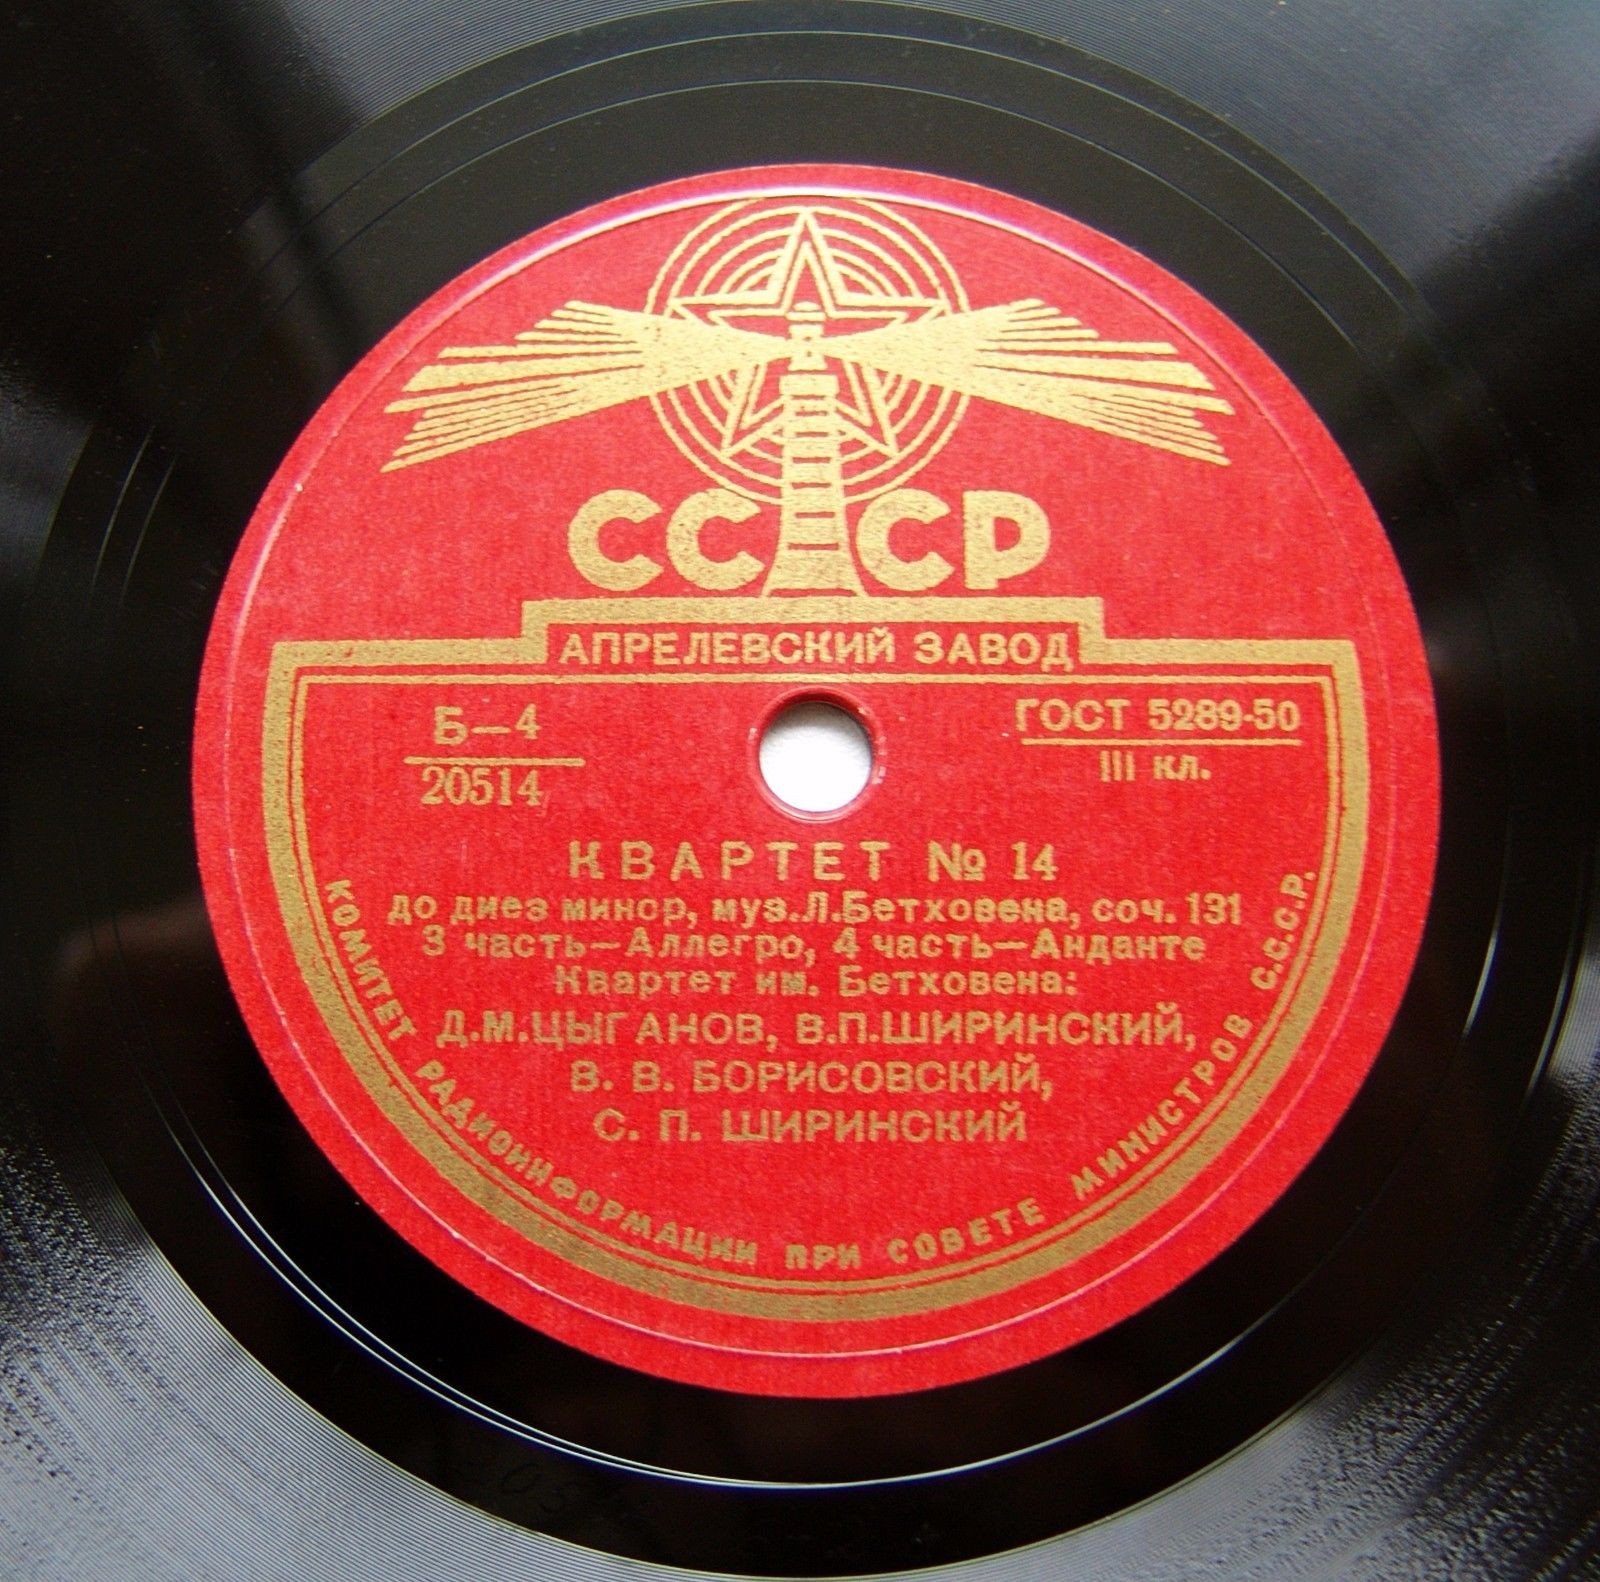 СССР
АПРЕЛЕВСКИЙ ЗАВОД
Б—4
20514
ГОСТ 5289-50
III кл.
КВАРТЕТ № 14
до диез минор, муз.Л.Бетховена, соч. 131
3 часть—Аллегро, 4 часть—Анданте
Квартет им. Бетховена:
Д.М.ЦЫГАНОВ, В.П.ШИРИНСКИЙ,
В. В. БОРИСОВСКИЙ,
С. П. ШИРИНСКИЙ
КОМИТЕТ РАДИОИНФОРМАЦИИ ПРИ СОВЕТЕ МИНИСТРОВ С.С.С.Р.